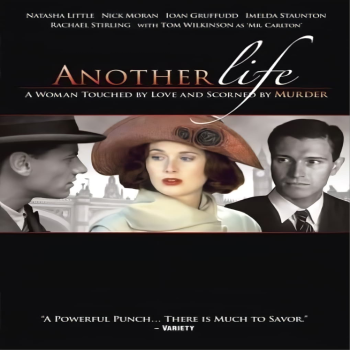 NATASHA LITTLE   NICK MORAN   IOAN GRUFFUDD   IMELDA STAUNTON
RACHAEL STIRLING   WITH TOM WILKINSON AS 'MR. CARLTON'
ANOTHER life
A WOMAN TOUCHED BY LOVE AND SCORNED BY MURDER
"A POWERFUL PUNCH... THERE IS MUCH TO SAVOR."
– VARIETY